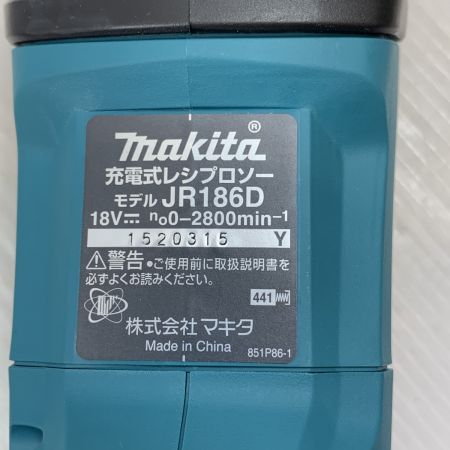 makita®
充電式レシプロソー
モデル JR186D
18V⎓ n₀0–2800min⁻¹
1520315 Y
⚠警告・ご使用前に取扱説明書を
必ずよくお読みください。
441
株式会社 マキタ
Made in China 851P86-1